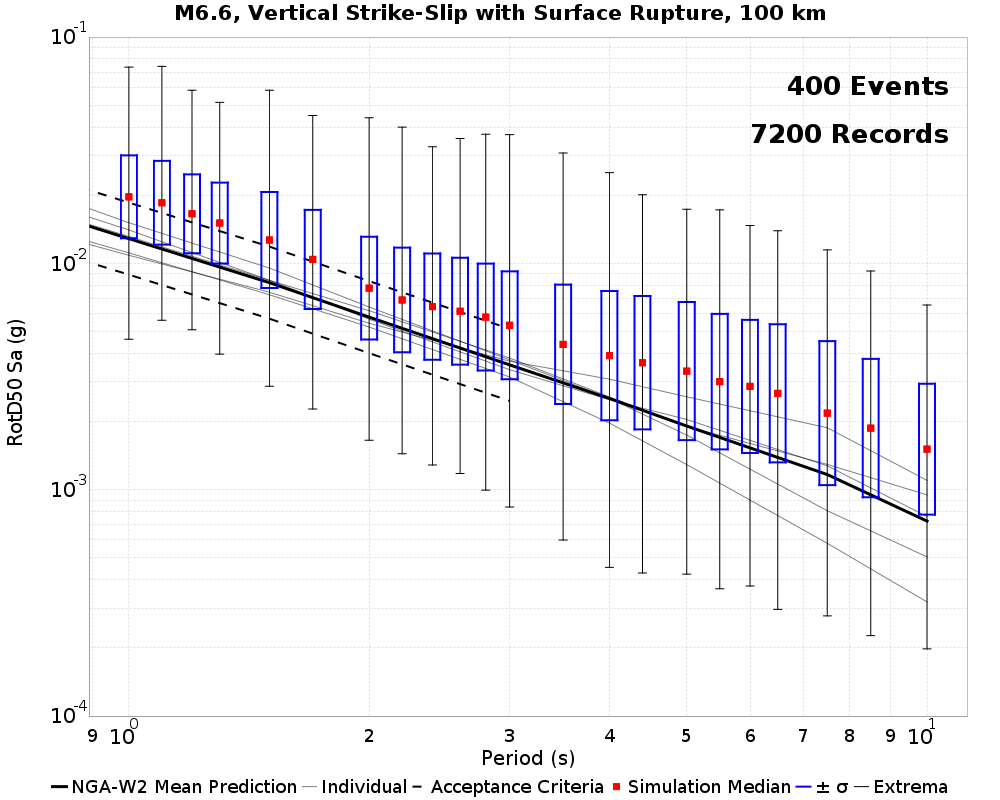 M6.6, Vertical Strike-Slip with Surface Rupture, 100 km
10-1
400 Events
7200 Records
10-2
RotD50 Sa (g)
10-3
10-4
9 100 2 3 4 5 6 7 8 9 101
Period (s)
NGA-W2 Mean Prediction Individual Acceptance Criteria Simulation Median ± σ Extrema